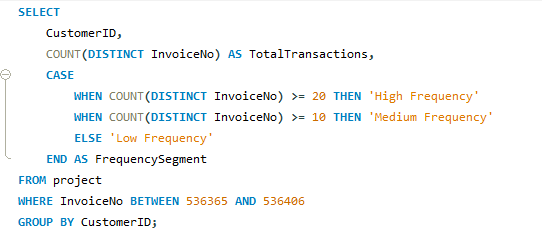 SELECT
CustomerID,
COUNT(DISTINCT InvoiceNo) AS TotalTransactions,
CASE
WHEN COUNT(DISTINCT InvoiceNo) >= 20 THEN 'High Frequency'
WHEN COUNT(DISTINCT InvoiceNo) >= 10 THEN 'Medium Frequency'
ELSE 'Low Frequency'
END AS FrequencySegment
FROM project
WHERE InvoiceNo BETWEEN 536365 AND 536406
GROUP BY CustomerID;